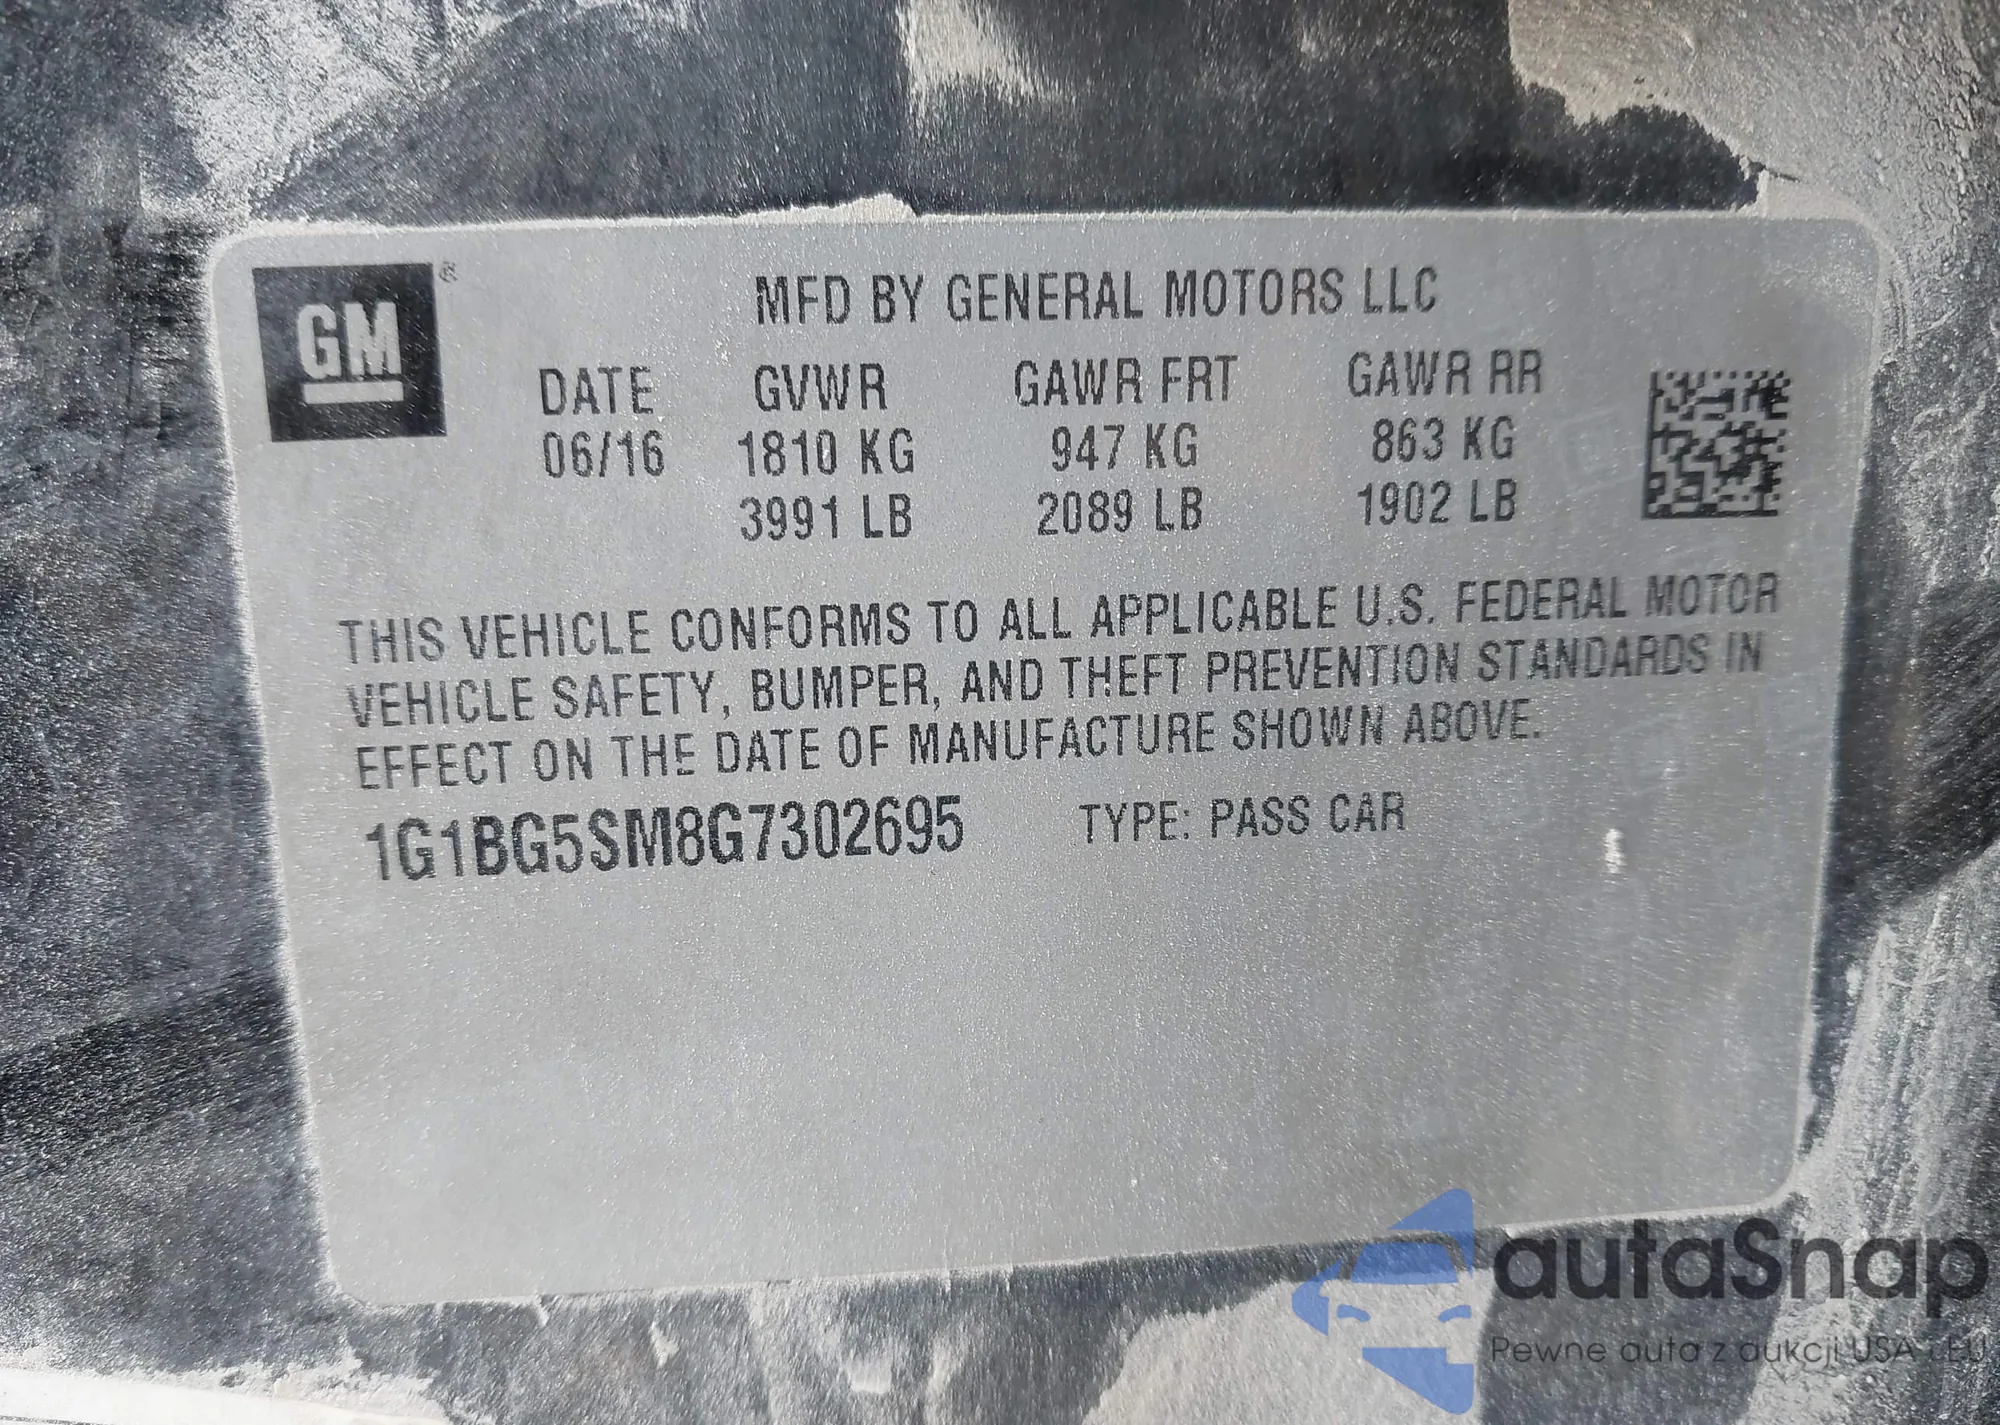 GM ®
MFD BY GENERAL MOTORS LLC
DATE GVWR GAWR FRT GAWR RR
06/16 1810 KG 947 KG 863 KG
3991 LB 2089 LB 1902 LB
THIS VEHICLE CONFORMS TO ALL APPLICABLE U.S. FEDERAL MOTOR
VEHICLE SAFETY, BUMPER, AND THEFT PREVENTION STANDARDS IN
EFFECT ON THE DATE OF MANUFACTURE SHOWN ABOVE.
1G1BG5SM8G7302695 TYPE: PASS CAR
autaSnap
Pewne auta z aukcji USA i EU